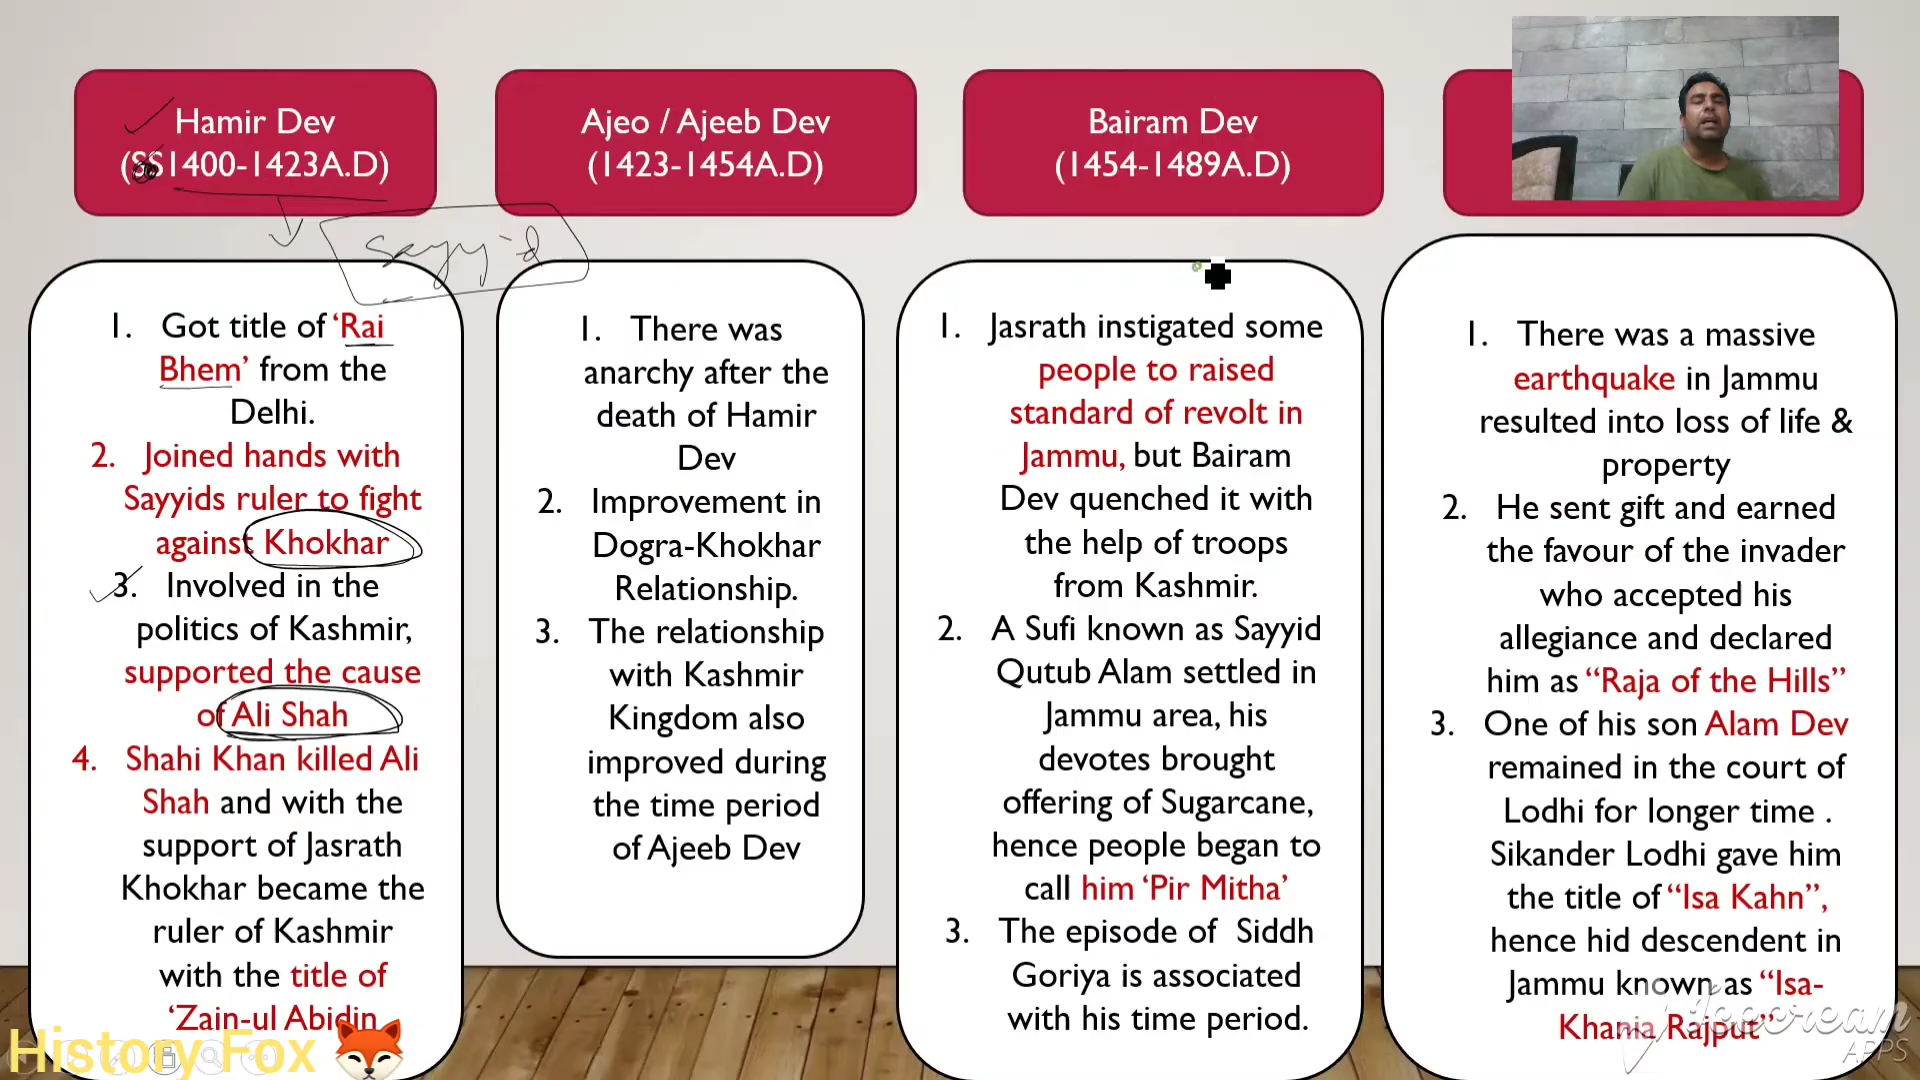 Hamir Dev
(SS1400-1423A.D)
Sayyid
1. Got title of ‘Rai
Bhem’ from the
Delhi.
2. Joined hands with
Sayyids ruler to fight
against Khokhar
3. Involved in the
politics of Kashmir,
supported the cause
of Ali Shah
4. Shahi Khan killed Ali
Shah and with the
support of Jasrath
Khokhar became the
ruler of Kashmir
with the title of
‘Zain-ul Abidin
Ajeo / Ajeeb Dev
(1423-1454A.D)
1. There was
anarchy after the
death of Hamir
Dev
2. Improvement in
Dogra-Khokhar
Relationship.
3. The relationship
with Kashmir
Kingdom also
improved during
the time period
of Ajeeb Dev
Bairam Dev
(1454-1489A.D)
1. Jasrath instigated some
people to raised
standard of revolt in
Jammu, but Bairam
Dev quenched it with
the help of troops
from Kashmir.
2. A Sufi known as Sayyid
Qutub Alam settled in
Jammu area, his
devotes brought
offering of Sugarcane,
hence people began to
call him ‘Pir Mitha’
3. The episode of Siddh
Goriya is associated
with his time period.
1. There was a massive
earthquake in Jammu
resulted into loss of life &
property
2. He sent gift and earned
the favour of the invader
who accepted his
allegiance and declared
him as “Raja of the Hills”
3. One of his son Alam Dev
remained in the court of
Lodhi for longer time .
Sikander Lodhi gave him
the title of “Isa Kahn”,
hence hid descendent in
Jammu known as “Isa-
Khania Rajput”
History Fox
Icecream
APPS